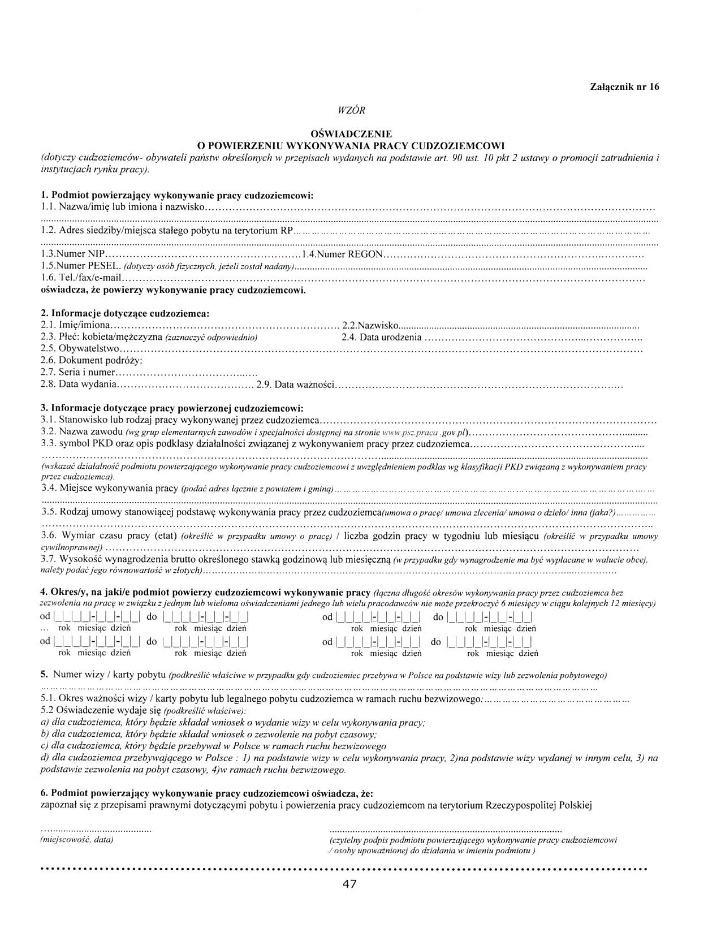 Załącznik nr 16
WZÓR
OŚWIADCZENIE
O POWIERZENIU WYKONYWANIA PRACY CUDZOZIEMCOWI
(dotyczy cudzoziemców- obywateli państw określonych w przepisach wydanych na podstawie art. 90 ust. 10 pkt 2 ustawy o promocji zatrudnienia i
instytucjach rynku pracy).
1. Podmiot powierzający wykonywanie pracy cudzoziemcowi:
1.1. Nazwa/imię lub imiona i nazwisko……………………………………………………
……………………………………………………
1.2. Adres siedziby/miejsca stałego pobytu na terytorium RP……………………………………
……………………………………………………
1.3.Numer NIP……………………………………1.4.Numer REGON……………………………………
1.5.Numer PESEL. (dotyczy osób fizycznych, jeżeli został nadany)……………………………………
1.6. Tel./fax/e-mail……………………………………………………
oświadcza, że powierzy wykonywanie pracy cudzoziemcowi.
2. Informacje dotyczące cudzoziemca:
2.1. Imię/imiona…………………………………… 2.2.Nazwisko……………………………………
2.3. Płeć: kobieta/mężczyzna (zaznaczyć odpowiednio) 2.4. Data urodzenia ……………………………………
2.5. Obywatelstwo……………………………………………………
2.6. Dokument podróży:
2.7. Seria i numer……………………………………
2.8. Data wydania…………………………… 2.9. Data ważności……………………………………
3. Informacje dotyczące pracy powierzonej cudzoziemcowi:
3.1. Stanowisko lub rodzaj pracy wykonywanej przez cudzoziemca……………………………………
3.2. Nazwa zawodu (wg grup elementarnych zawodów i specjalności dostępnej na stronie www.psz.praca .gov.pl)……………………
3.3. symbol PKD oraz opis podklasy działalności związanej z wykonywaniem pracy przez cudzoziemca……………………
……………………………………………………
(wskazać działalność podmiotu powierzającego wykonywanie pracy cudzoziemcowi z uwzględnieniem podklas wg klasyfikacji PKD związaną z wykonywaniem pracy
przez cudzoziemca).
3.4. Miejsce wykonywania pracy (podać adres łącznie z powiatem i gminą)……………………………………
……………………………………………………
3.5. Rodzaj umowy stanowiącej podstawę wykonywania pracy przez cudzoziemca(umowa o pracę/ umowa zlecenia/ umowa o dzieło/ inna (jaka?)…………
……………………………………………………
3.6. Wymiar czasu pracy (etat) (określić w przypadku umowy o pracę) / liczba godzin pracy w tygodniu lub miesiącu (określić w przypadku umowy
cywilnoprawnej) ……………………………………………………
3.7. Wysokość wynagrodzenia brutto określonego stawką godzinową lub miesięczną (w przypadku gdy wynagrodzenie ma być wypłacane w walucie obcej,
należy podać jego równowartość w złotych)……………………………………………………
4. Okres/y, na jaki/e podmiot powierzy cudzoziemcowi wykonywanie pracy (łączna długość okresów wykonywania pracy przez cudzoziemca bez
zezwolenia na pracę w związku z jednym lub wieloma oświadczeniami jednego lub wielu pracodawców nie może przekroczyć 6 miesięcy w ciągu kolejnych 12 miesięcy)
od |_|_|_|_|-|_|_|-|_|_| do |_|_|_|_|-|_|_|-|_|_| od |_|_|_|_|-|_|_|-|_|_| do |_|_|_|_|-|_|_|-|_|_|
… rok miesiąc dzień rok miesiąc dzień rok miesiąc dzień rok miesiąc dzień
od |_|_|_|_|-|_|_|-|_|_| do |_|_|_|_|-|_|_|-|_|_| od |_|_|_|_|-|_|_|-|_|_| do |_|_|_|_|-|_|_|-|_|_|
rok miesiąc dzień rok miesiąc dzień rok miesiąc dzień rok miesiąc dzień
5. Numer wizy / karty pobytu (podkreślić właściwe w przypadku gdy cudzoziemiec przebywa w Polsce na podstawie wizy lub zezwolenia pobytowego)
……………………………………………………
5.1. Okres ważności wizy / karty pobytu lub legalnego pobytu cudzoziemca w ramach ruchu bezwizowego:……………………
5.2 Oświadczenie wydaje się (podkreślić właściwe):
a) dla cudzoziemca, który będzie składał wniosek o wydanie wizy w celu wykonywania pracy;
b) dla cudzoziemca, który będzie składał wniosek o zezwolenie na pobyt czasowy;
c) dla cudzoziemca, który będzie przebywał w Polsce w ramach ruchu bezwizowego
d) dla cudzoziemca przebywającego w Polsce : 1) na podstawie wizy w celu wykonywania pracy, 2)na podstawie wizy wydanej w innym celu, 3) na
podstawie zezwolenia na pobyt czasowy, 4)w ramach ruchu bezwizowego.
6. Podmiot powierzający wykonywanie pracy cudzoziemcowi oświadcza, że:
zapoznał się z przepisami prawnymi dotyczącymi pobytu i powierzenia pracy cudzoziemcom na terytorium Rzeczypospolitej Polskiej
…………………………… ……………………………………
(miejscowość, data) (czytelny podpis podmiotu powierzającego wykonywanie pracy cudzoziemcowi
/ osoby upoważnionej do działania w imieniu podmiotu )
47